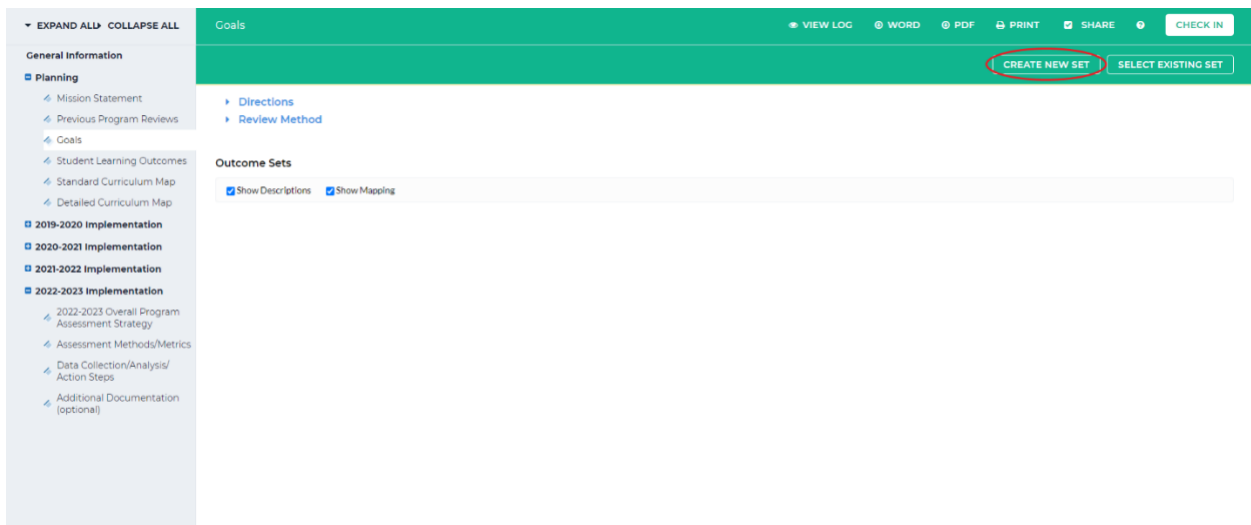 EXPAND ALL COLLAPSE ALL
Goals
VIEW LOG WORD PDF PRINT SHARE CHECK IN
CREATE NEW SET SELECT EXISTING SET
General Information
Planning
Mission Statement
Previous Program Reviews
Goals
Student Learning Outcomes
Standard Curriculum Map
Detailed Curriculum Map
2019-2020 Implementation
2020-2021 Implementation
2021-2022 Implementation
2022-2023 Implementation
2022-2023 Overall Program
Assessment Strategy
Assessment Methods/Metrics
Data Collection/Analysis/
Action Steps
Additional Documentation
(optional)
Directions
Review Method
Outcome Sets
Show Descriptions Show Mapping